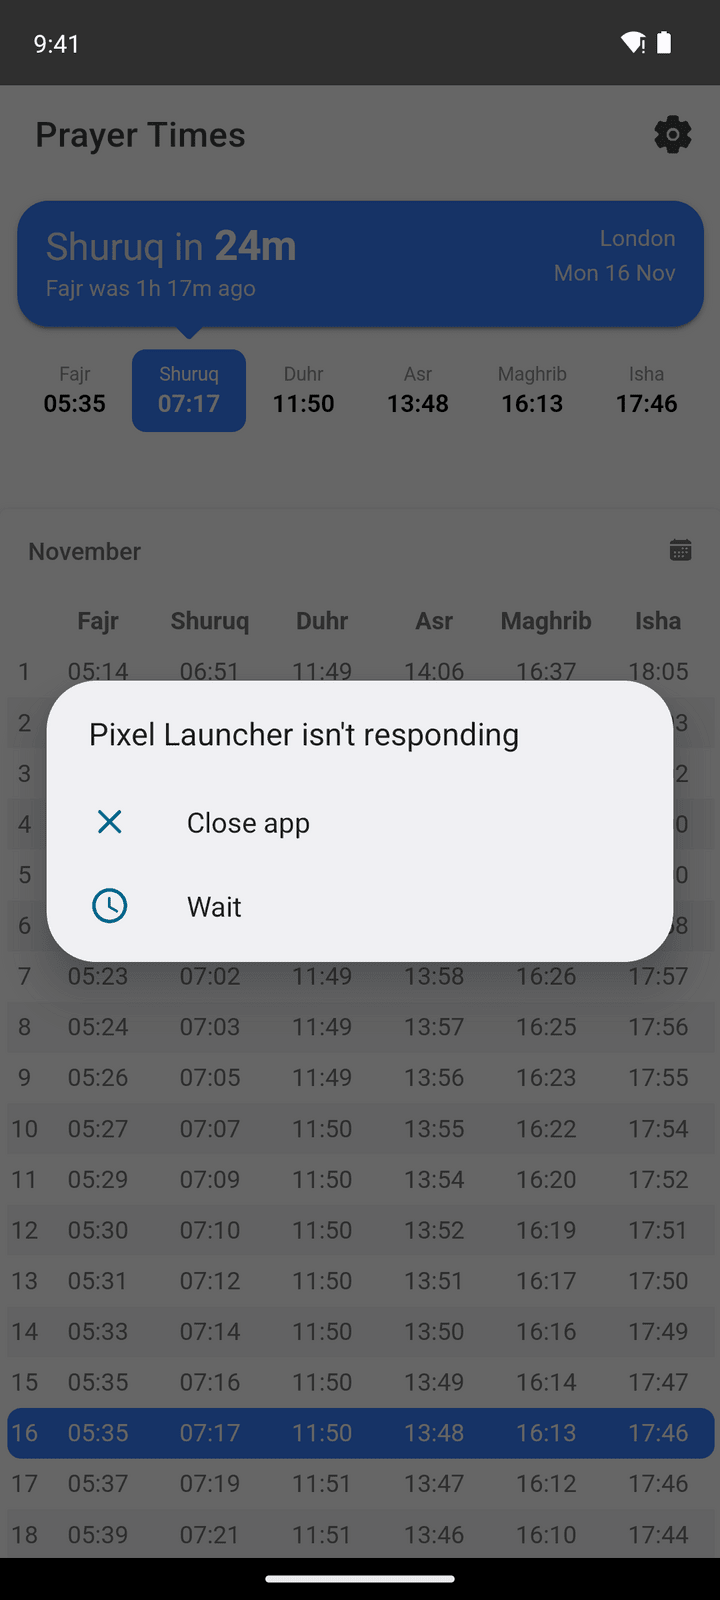 9:41
Prayer Times
Shuruq in 24m
London
Fajr was 1h 17m ago
Mon 16 Nov
Fajr Shuruq Duhr Asr Maghrib Isha
05:35 07:17 11:50 13:48 16:13 17:46
November
Fajr Shuruq Duhr Asr Maghrib Isha
1 05:14 06:51 11:49 14:06 16:37 18:05
2
Pixel Launcher isn't responding
3
4
Close app
5
6
Wait
7 05:23 07:02 11:49 13:58 16:26 17:57
8 05:24 07:03 11:49 13:57 16:25 17:56
9 05:26 07:05 11:49 13:56 16:23 17:55
10 05:27 07:07 11:50 13:55 16:22 17:54
11 05:29 07:09 11:50 13:54 16:20 17:52
12 05:30 07:10 11:50 13:52 16:19 17:51
13 05:31 07:12 11:50 13:51 16:17 17:50
14 05:33 07:14 11:50 13:50 16:16 17:49
15 05:35 07:16 11:50 13:49 16:14 17:47
16 05:35 07:17 11:50 13:48 16:13 17:46
17 05:37 07:19 11:51 13:47 16:12 17:46
18 05:39 07:21 11:51 13:46 16:10 17:44